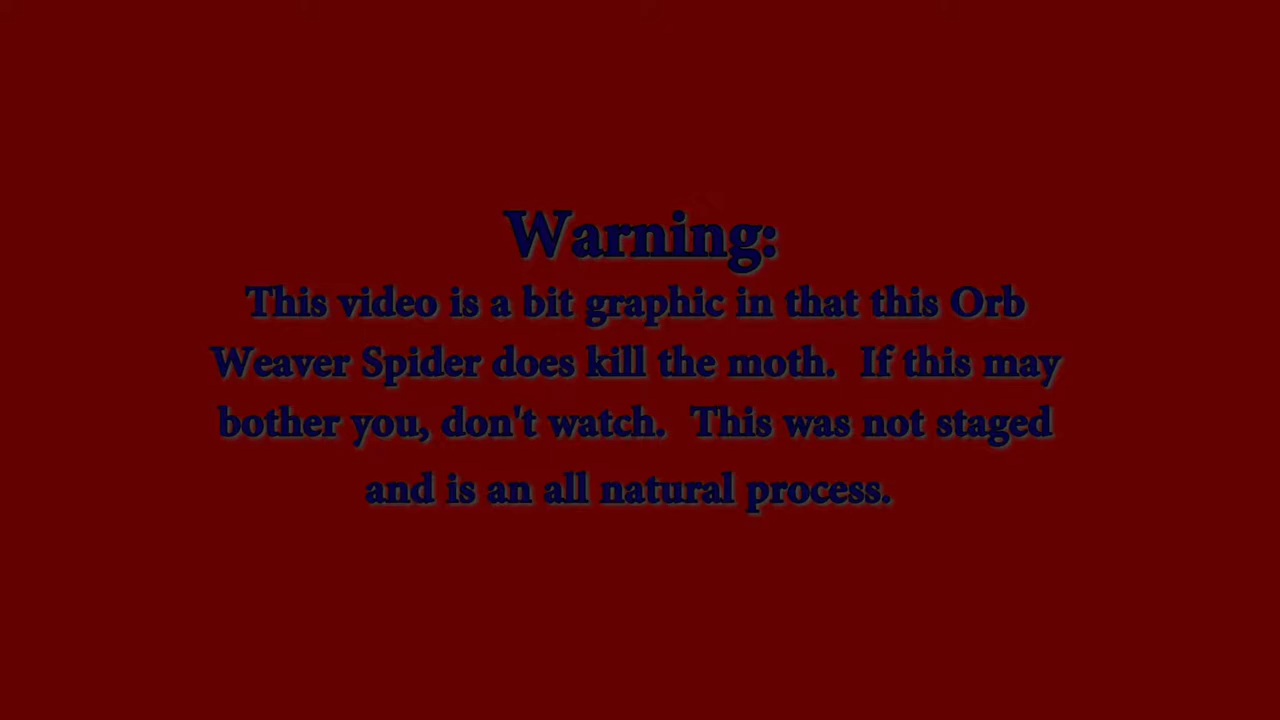 Warning:
This video is a bit graphic in that this Orb
Weaver Spider does kill the moth.  If this may
bother you, don't watch.  This was not staged
and is an all natural process.